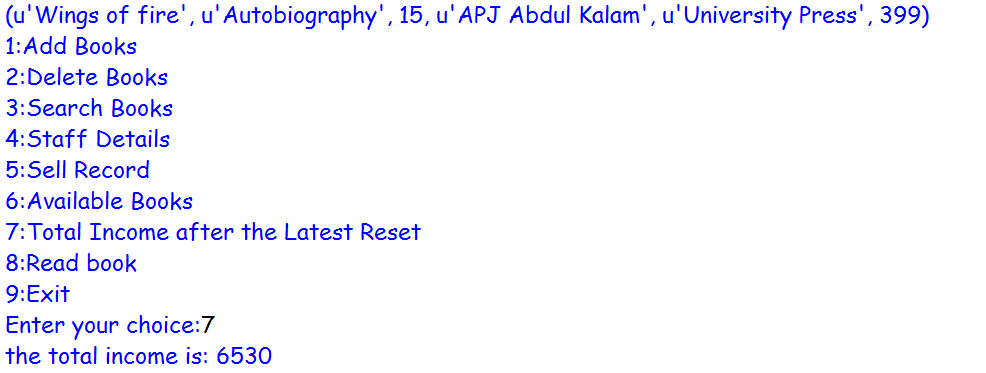 (u'Wings of fire', u'Autobiography', 15, u'APJ Abdul Kalam', u'University Press', 399)
1:Add Books
2:Delete Books
3:Search Books
4:Staff Details
5:Sell Record
6:Available Books
7:Total Income after the Latest Reset
8:Read book
9:Exit
Enter your choice:7
the total income is: 6530